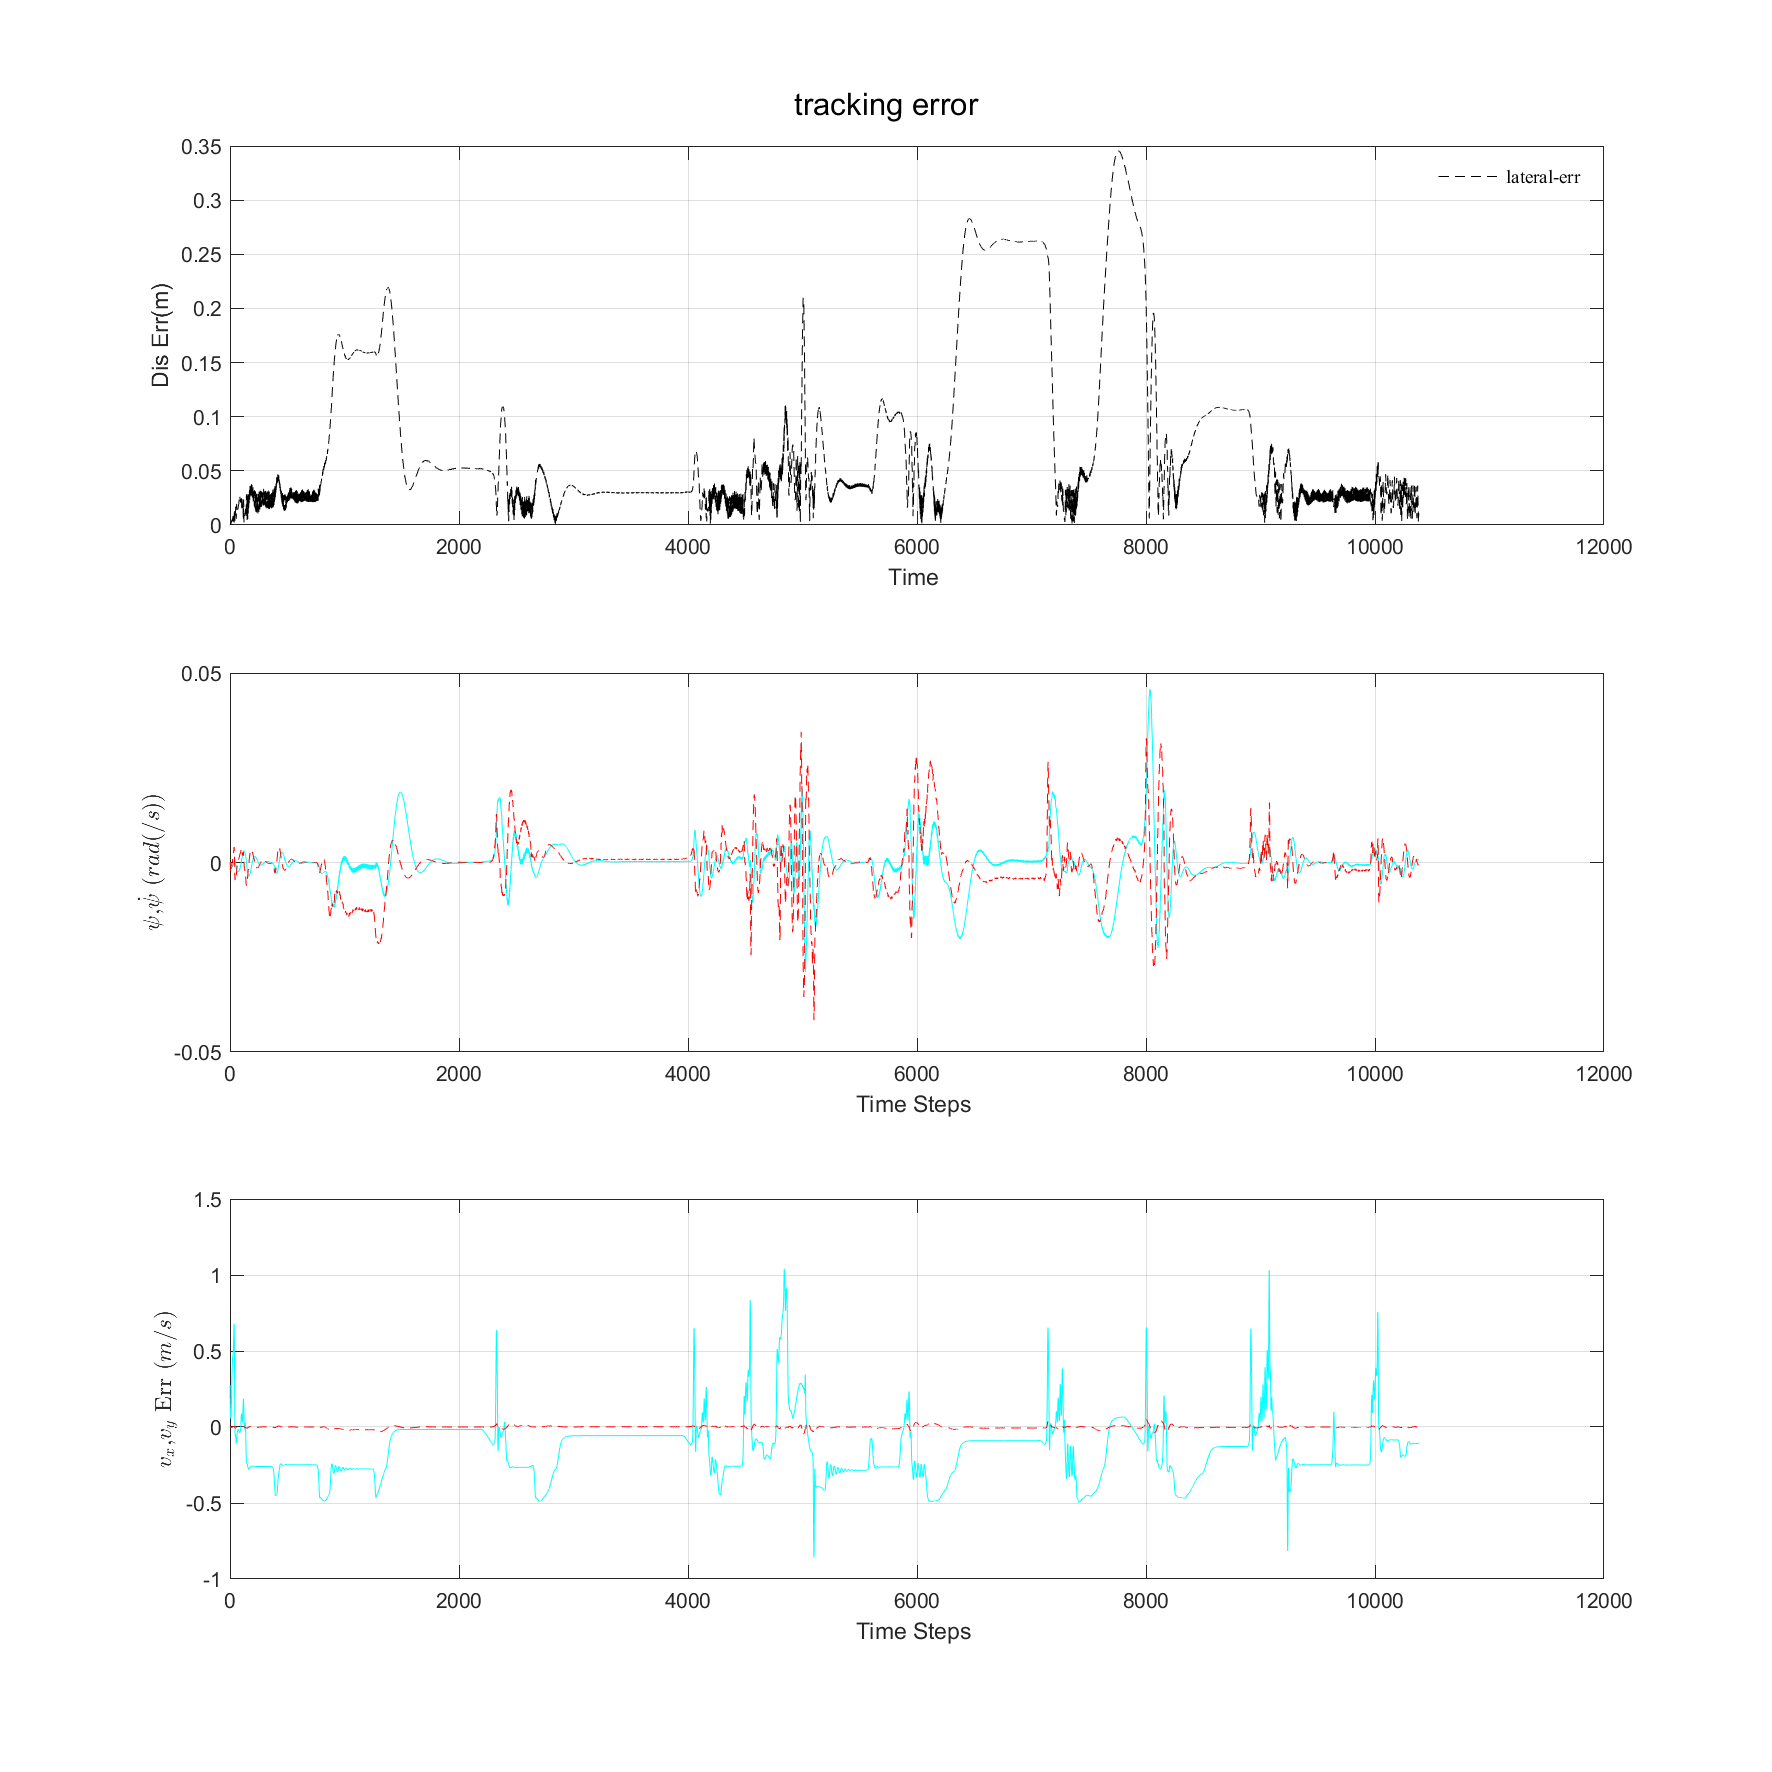 tracking error
0.35
0.3
0.25
0.2
0.15
0.1
0.05
0
Dis Err(m)
lateral-err
0 2000 4000 6000 8000 10000 12000
Time
0.05
0
-0.05
ψ,ψ̇ (rad(/s))
0 2000 4000 6000 8000 10000 12000
Time Steps
1.5
1
0.5
0
-0.5
-1
v_x,v_y Err (m/s)
0 2000 4000 6000 8000 10000 12000
Time Steps